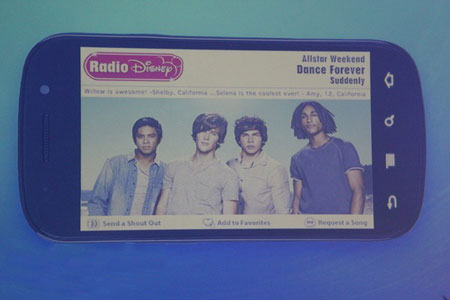 Radio Disney
Allstar Weekend
Dance Forever
Suddenly
Willow is awesome! -Shelby, California ...Selena is the coolest ever! - Amy, 12, California
Send a Shout Out
Add to Favorites
Request a Song